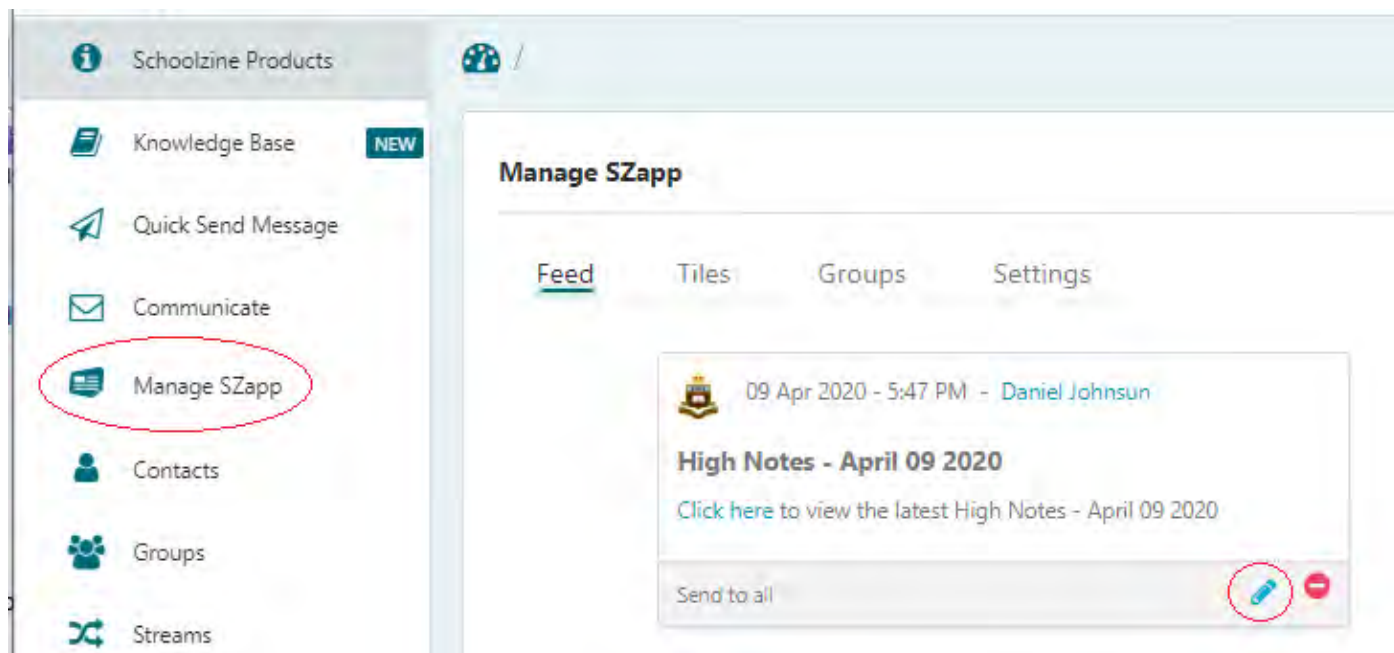 Schoolzine Products
/
Knowledge Base NEW
Quick Send Message
Communicate
Manage SZapp
Contacts
Groups
Streams
Manage SZapp
Feed Tiles Groups Settings
09 Apr 2020 - 5:47 PM - Daniel Johnsun
High Notes - April 09 2020
Click here to view the latest High Notes - April 09 2020
Send to all